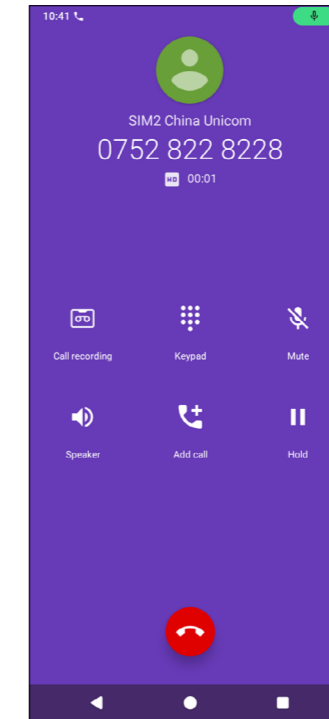 10:41
SIM2 China Unicom
0752 822 8228
HD 00:01
Call recording Keypad Mute
Speaker Add call Hold